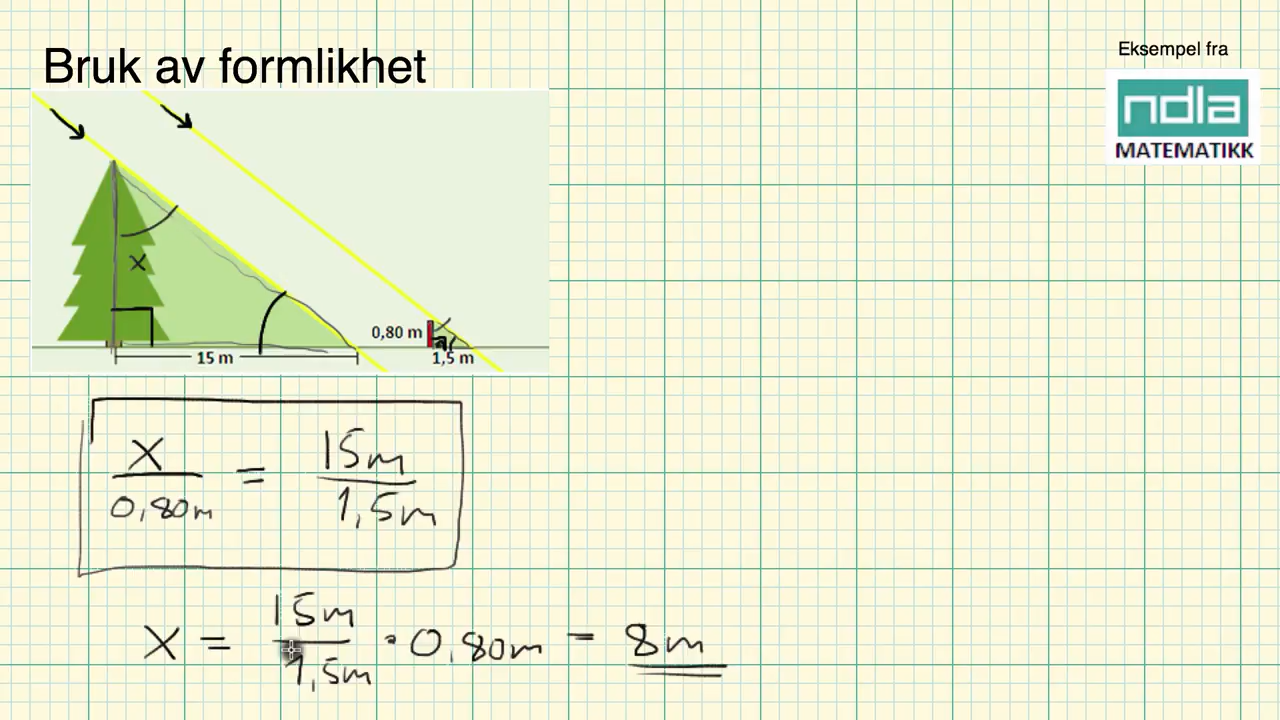 Bruk av formlikhet
Eksempel fra
ndla
MATEMATIKK
x
0,80 m
15 m
1,5 m
x / 0,80m = 15m / 1,5m
x = 15m / 1,5m · 0,80m = 8m